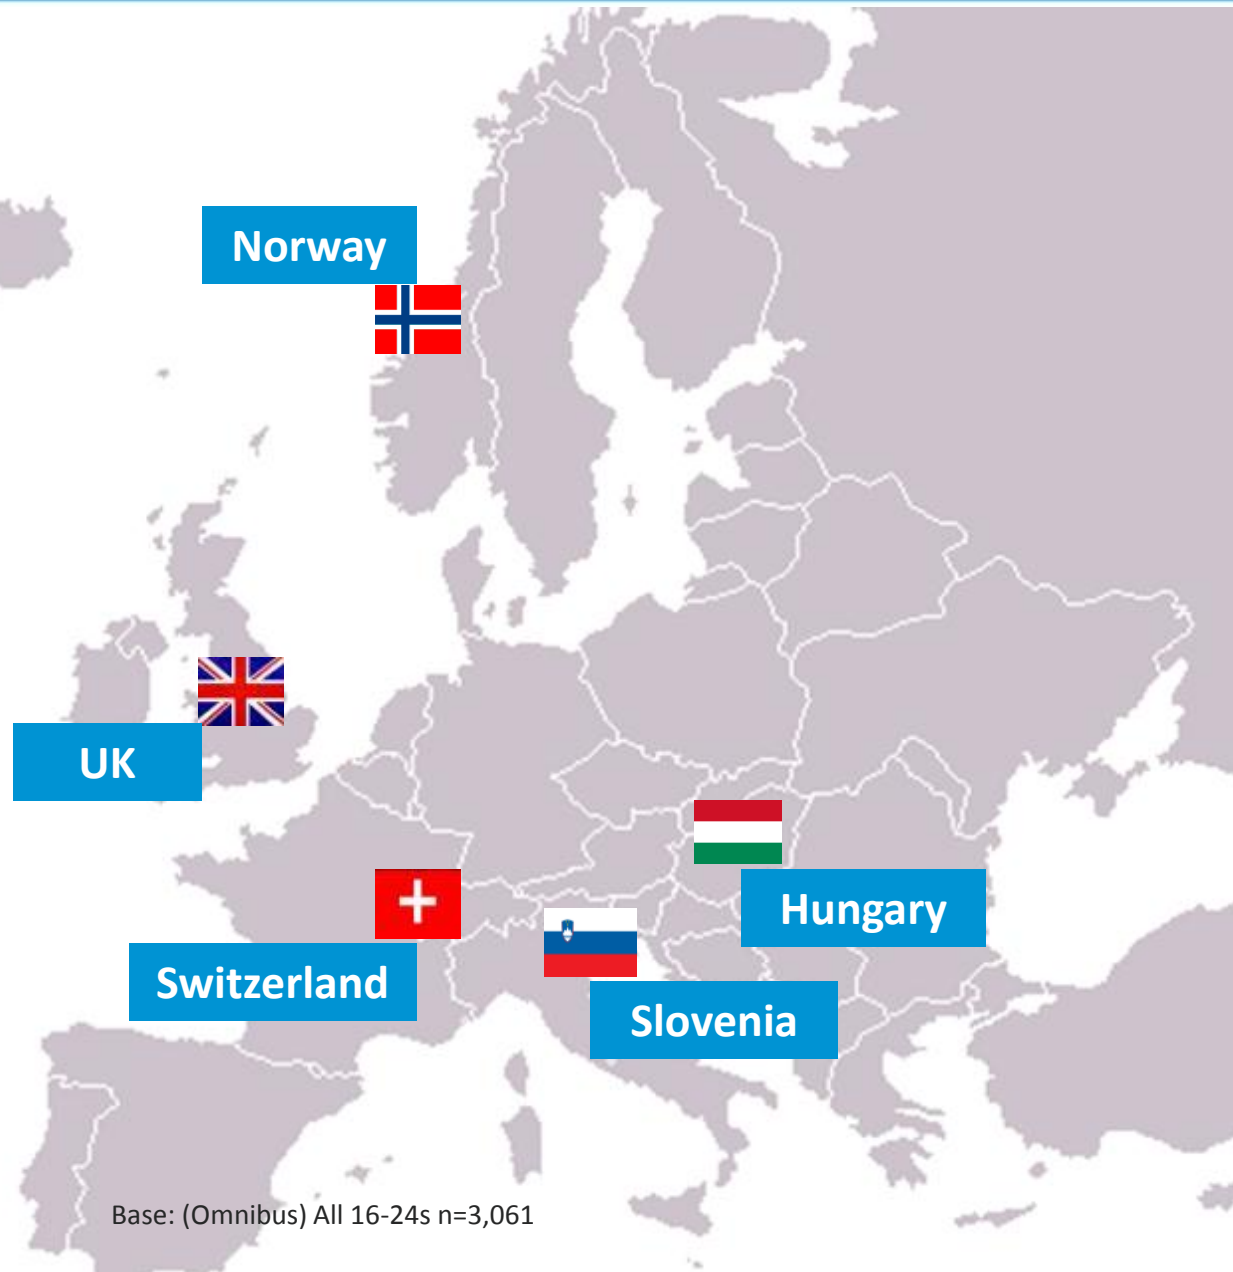 Norway
UK
Hungary
Switzerland
Slovenia
Base: (Omnibus) All 16-24s n=3,061